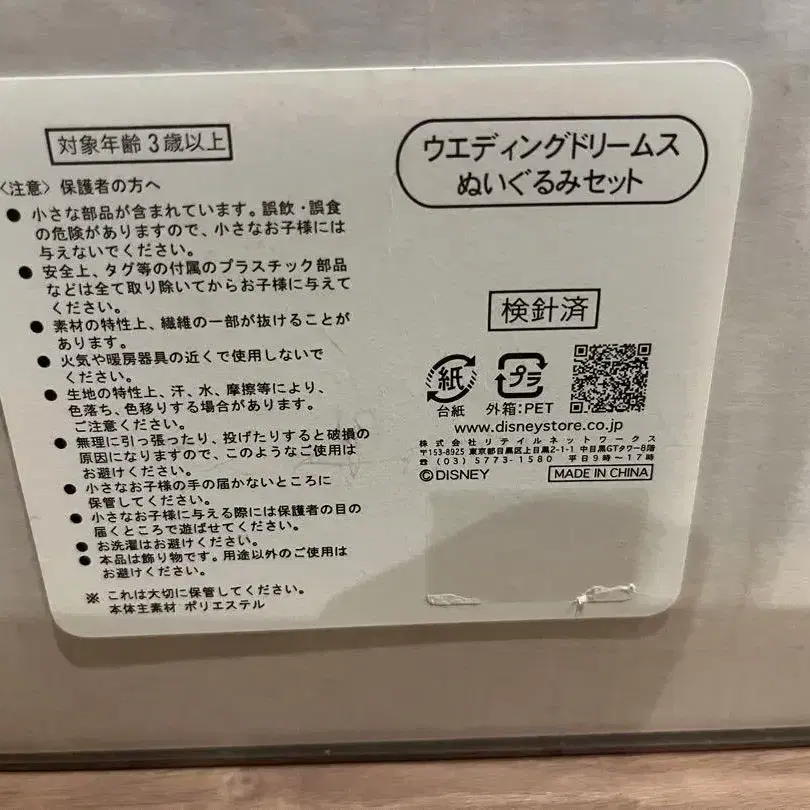 対象年齢3歳以上
〈注意〉保護者の方へ
● 小さな部品が含まれています。誤飲・誤食
の危険がありますので、小さなお子様には
与えないでください。
● 安全上、タグ等の付属のプラスチック部品
などは全て取り除いてからお子様に与えて
ください。
● 素材の特性上、繊維の一部が抜けることが
あります。
● 火気や暖房器具の近くで使用しないで
ください。
● 生地の特性上、汗、水、摩擦等により、
色落ち、色移りする場合があります。
ご注意ください。
● 無理に引っ張ったり、投げたりすると破損の
原因になりますので、このようなご使用は
お避けください。
● 小さなお子様の手の届かないところに
保管してください。
● 小さなお子様に与える際には保護者の目の
届くところで遊ばせてください。
● お洗濯はお避けください。
● 本品は飾り物です。用途以外のご使用は
お避けください。
※ これは大切に保管してください。
本体主素材 ポリエステル
ウエディングドリームス
ぬいぐるみセット
検針済
紙
プラ
台紙 外箱:PET
www.disneystore.co.jp
株式会社リテイルネットワークス
〒153-8925 東京都目黒区上目黒2-1-1 中目黒GTタワー8階
☎(03)5773-1580 平日9時~17時
©DISNEY
MADE IN CHINA